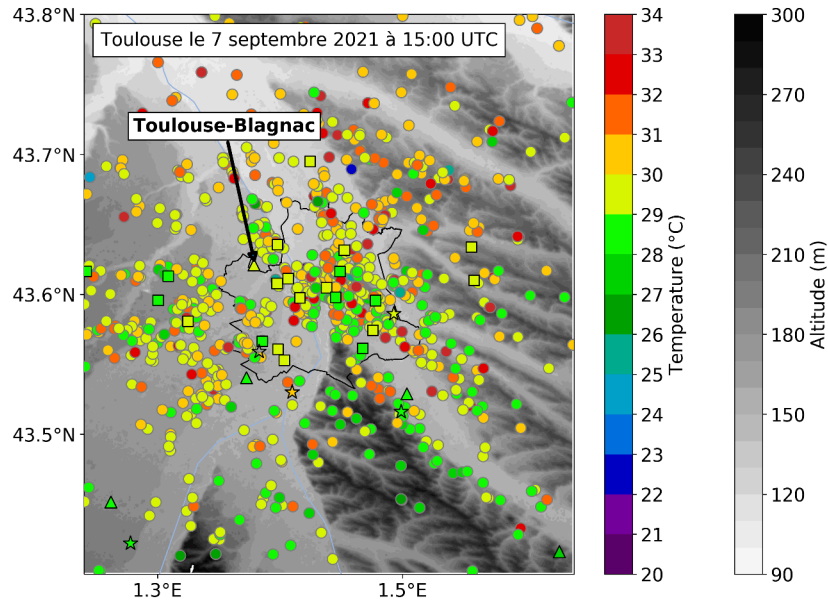 Toulouse le 7 septembre 2021 à 15:00 UTC
Toulouse-Blagnac
43.8°N
43.7°N
43.6°N
43.5°N
1.3°E
1.5°E
34
33
32
31
30
29
28
27
26
25
24
23
22
21
20
Temperature (°C)
300
270
240
210
180
150
120
90
Altitude (m)